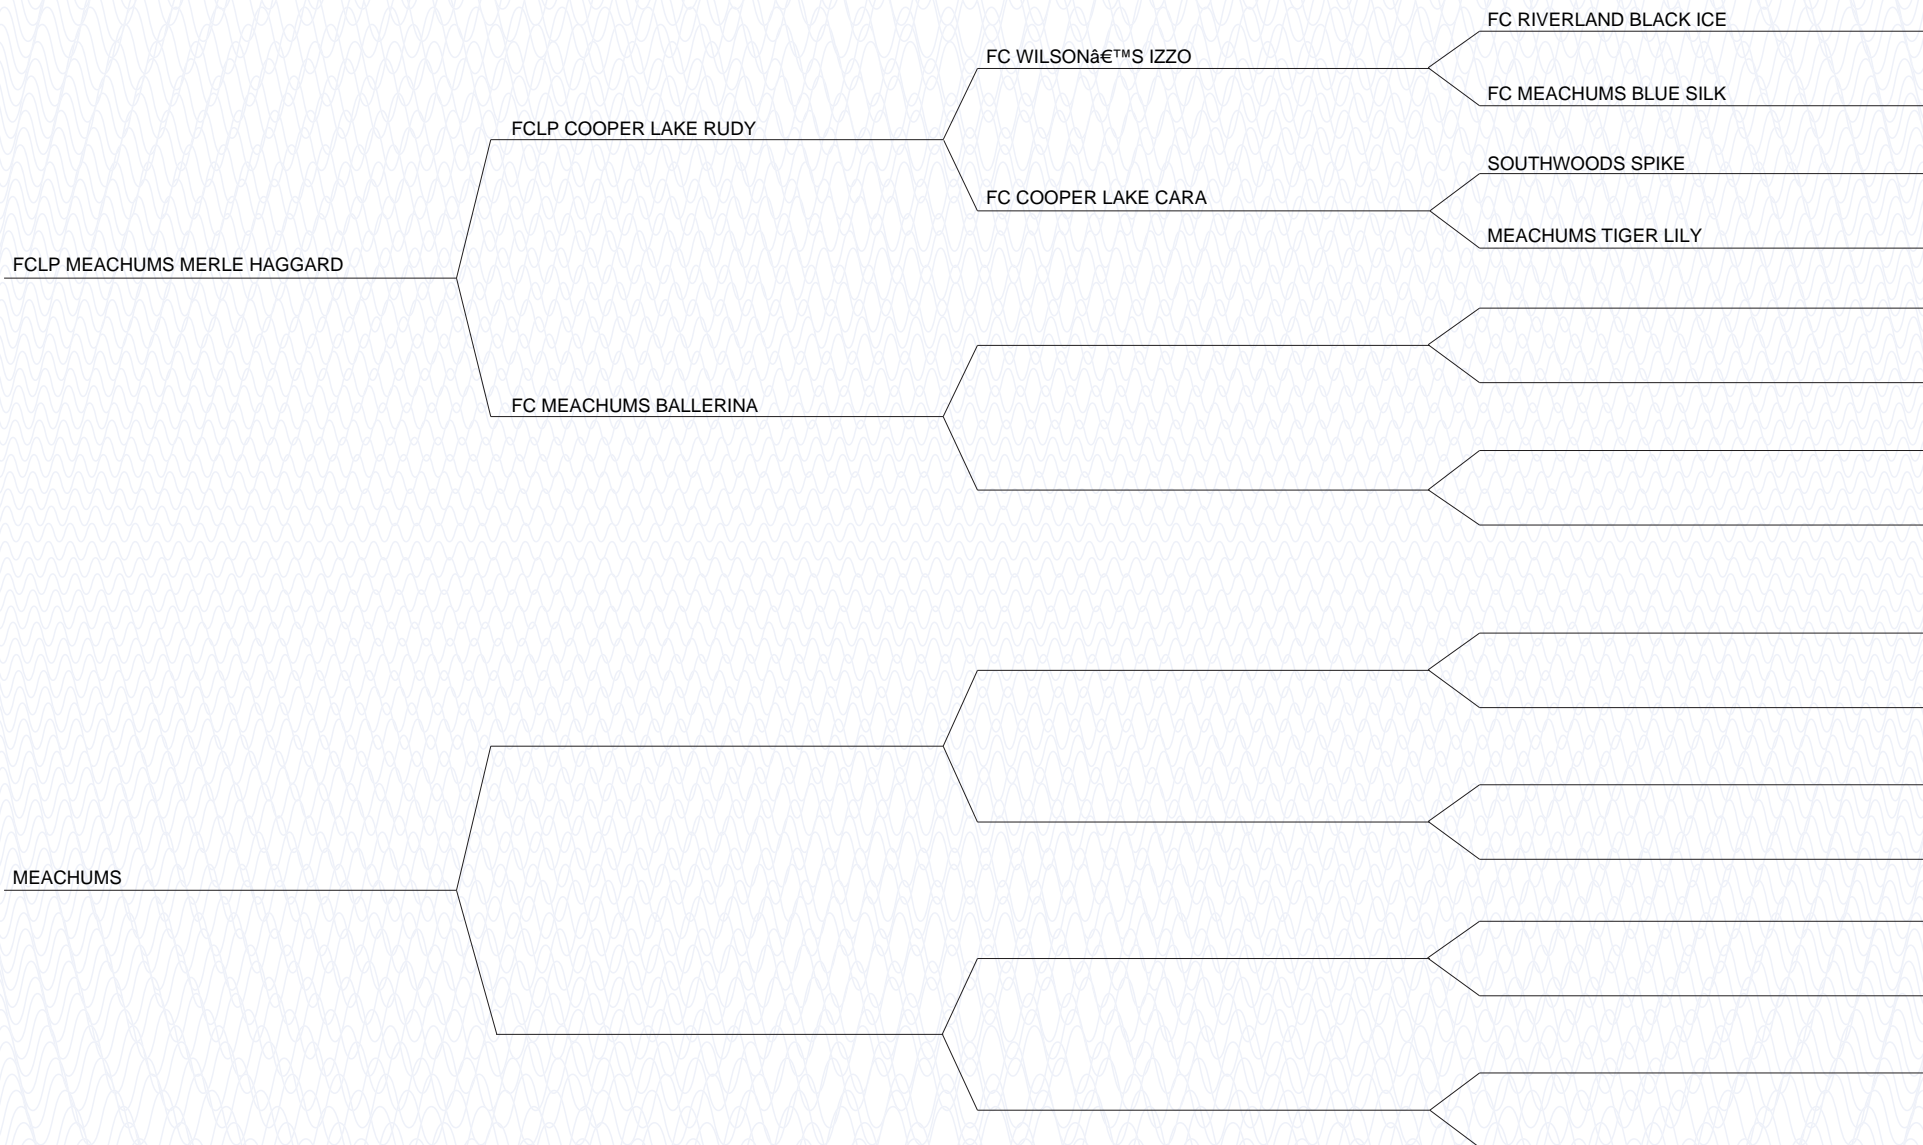 FC RIVERLAND BLACK ICE
FC WILSONâ€™S IZZO
FC MEACHUMS BLUE SILK
FCLP COOPER LAKE RUDY
SOUTHWOODS SPIKE
FC COOPER LAKE CARA
MEACHUMS TIGER LILY
FCLP MEACHUMS MERLE HAGGARD
FC MEACHUMS BALLERINA
MEACHUMS